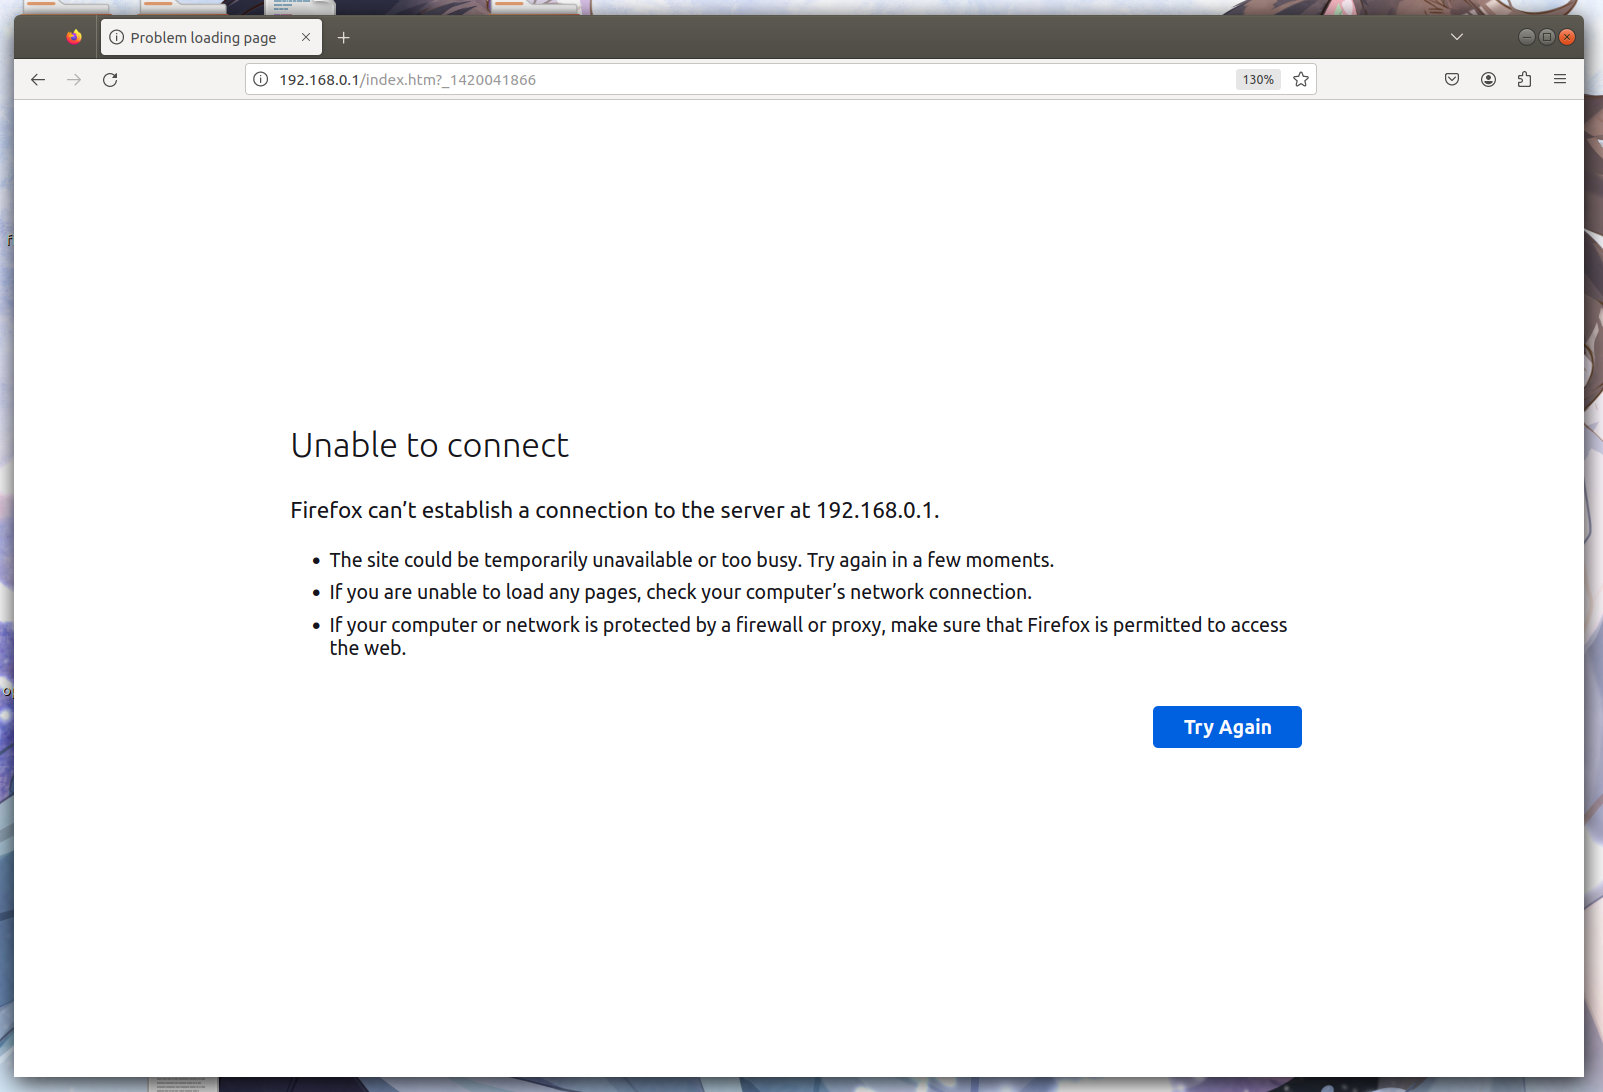 Problem loading page
192.168.0.1/index.htm?_1420041866
130%
f
Unable to connect
Firefox can’t establish a connection to the server at 192.168.0.1.
• The site could be temporarily unavailable or too busy. Try again in a few moments.
• If you are unable to load any pages, check your computer’s network connection.
• If your computer or network is protected by a firewall or proxy, make sure that Firefox is permitted to access
the web.
o
Try Again